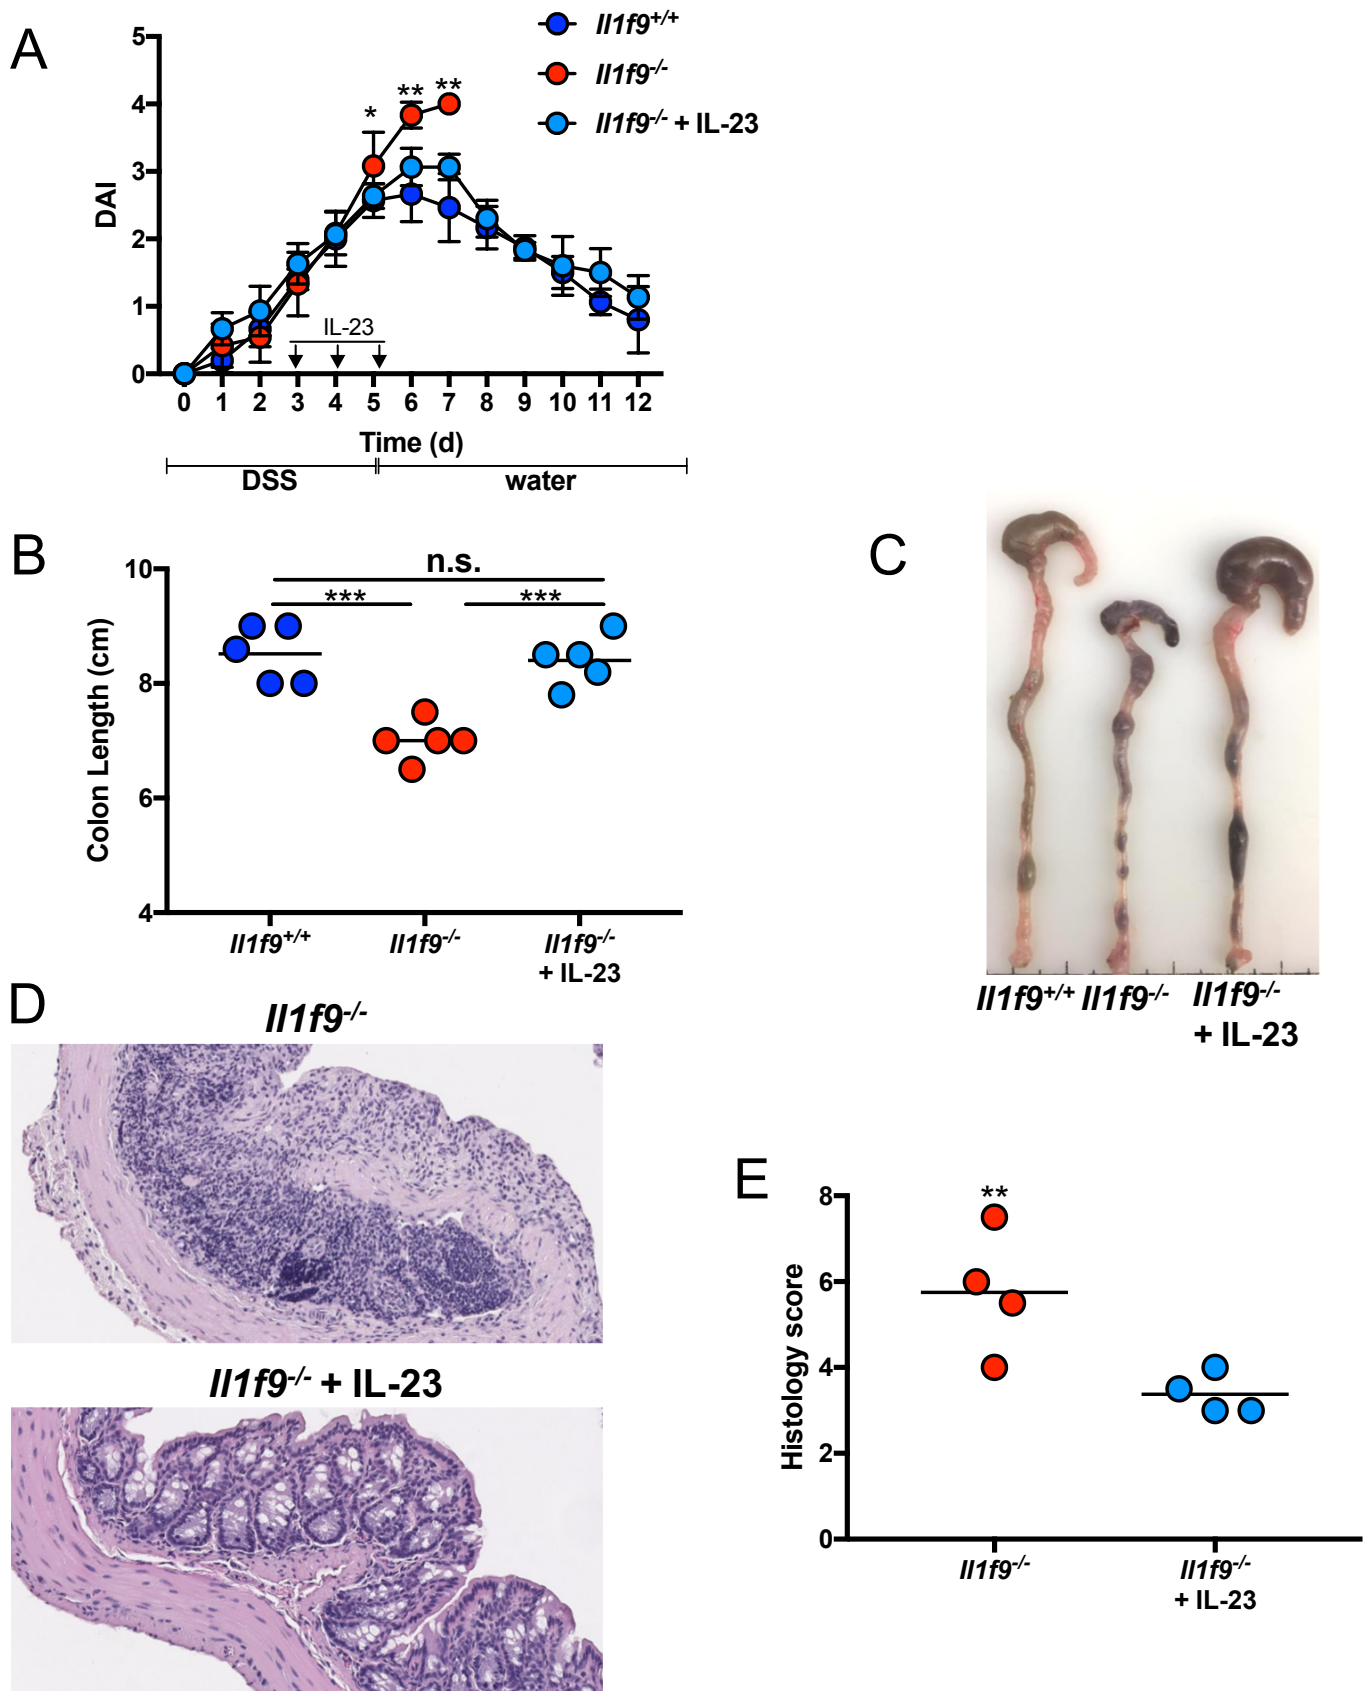 A
Il1f9+/+
Il1f9-/-
Il1f9-/- + IL-23
5
4
3
2
1
0
DAI
* ** **
IL-23
0 1 2 3 4 5 6 7 8 9 10 11 12
Time (d)
DSS water
B
n.s.
*** ***
10
8
6
4
Colon Length (cm)
Il1f9+/+ Il1f9-/- Il1f9-/-
+ IL-23
C
Il1f9+/+ Il1f9-/- Il1f9-/-
+ IL-23
D
Il1f9-/-
Il1f9-/- + IL-23
E
**
8
6
4
2
0
Histology score
Il1f9-/- Il1f9-/-
+ IL-23